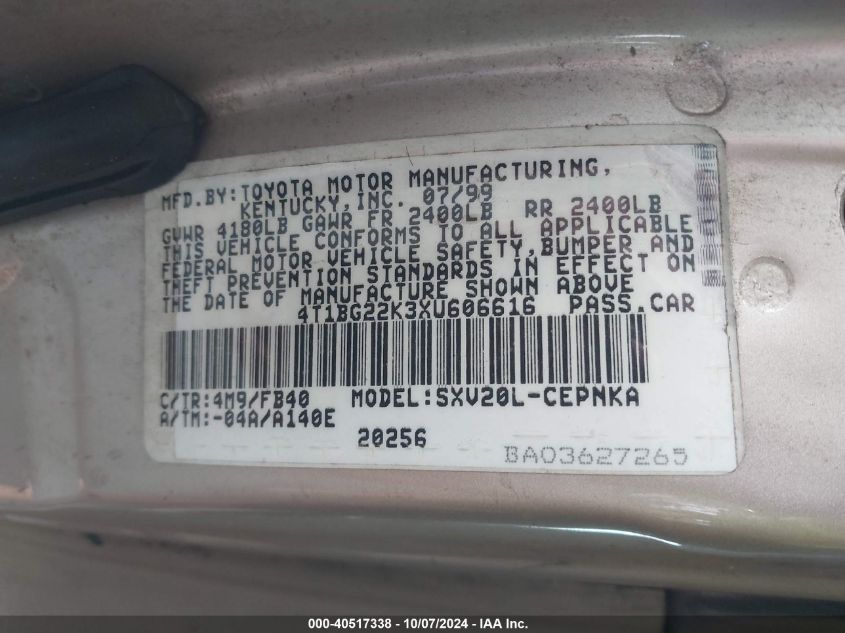 MFD.BY:TOYOTA MOTOR MANUFACTURING,
KENTUCKY,INC. 07/99
GVWR 4180LB GAWR FR 2400LB RR 2400LB
THIS VEHICLE CONFORMS TO ALL APPLICABLE
FEDERAL MOTOR VEHICLE SAFETY,BUMPER AND
THEFT PREVENTION STANDARDS IN EFFECT ON
THE DATE OF MANUFACTURE SHOWN ABOVE
4T1BG22K3XU606616 PASS.CAR
C/TR:4M9/FB40 MODEL:SXV20L-CEPNKA
A/TM:-04A/A140E
20256
BA03627265
000-40517338 - 10/07/2024 - IAA Inc.